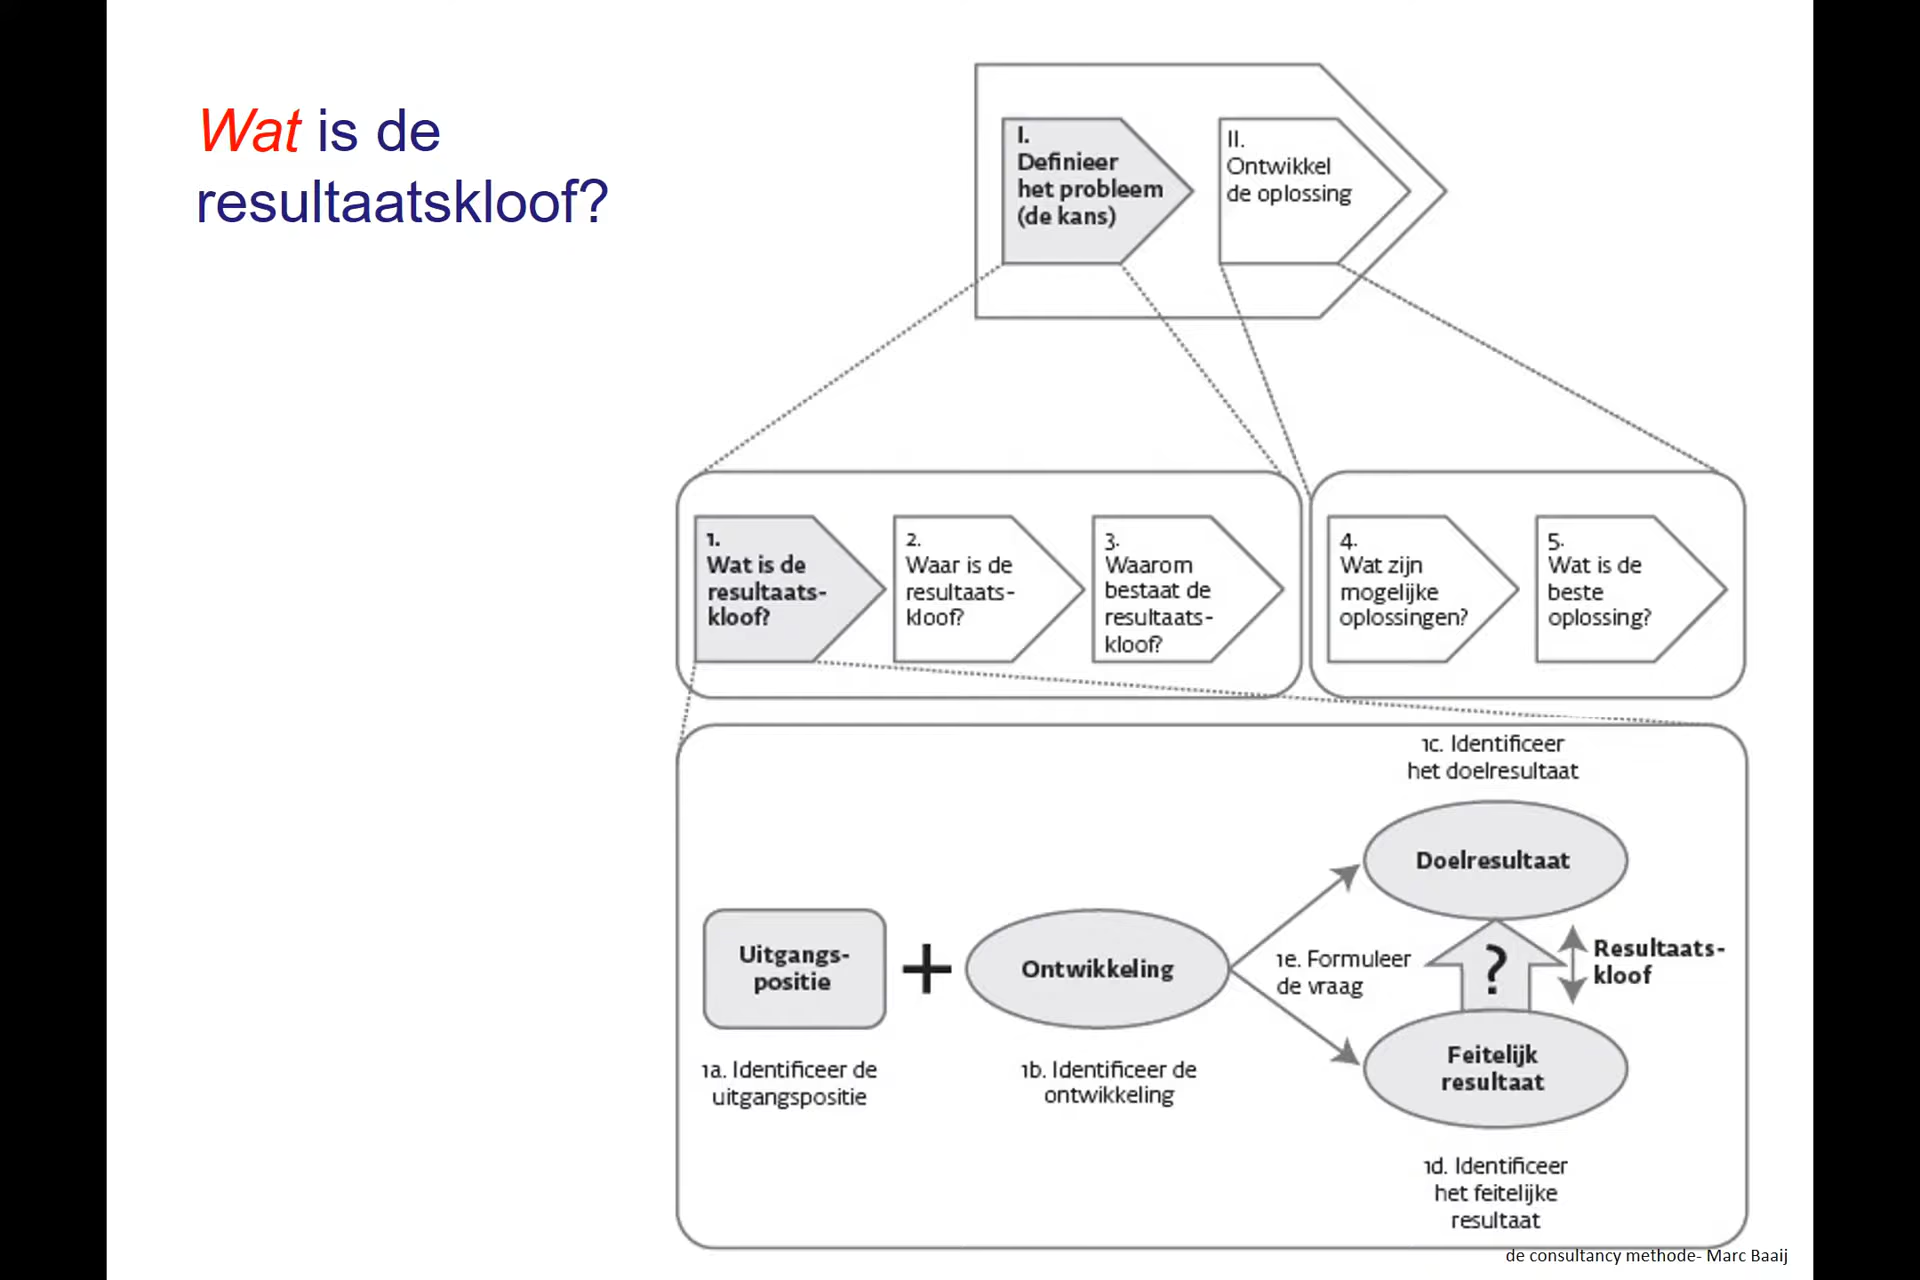 Wat is de
resultaatskloof?
I.
Definieer
het probleem
(de kans)
II.
Ontwikkel
de oplossing
1.
Wat is de
resultaats-
kloof?
2.
Waar is de
resultaats-
kloof?
3.
Waarom
bestaat de
resultaats-
kloof?
4.
Wat zijn
mogelijke
oplossingen?
5.
Wat is de
beste
oplossing?
1c. Identificeer
het doelresultaat
Doelresultaat
Uitgangs-
positie
+
Ontwikkeling
1e. Formuleer
de vraag
?
Resultaats-
kloof
Feitelijk
resultaat
1a. Identificeer de
uitgangspositie
1b. Identificeer de
ontwikkeling
1d. Identificeer
het feitelijke
resultaat
de consultancy methode- Marc Baaij